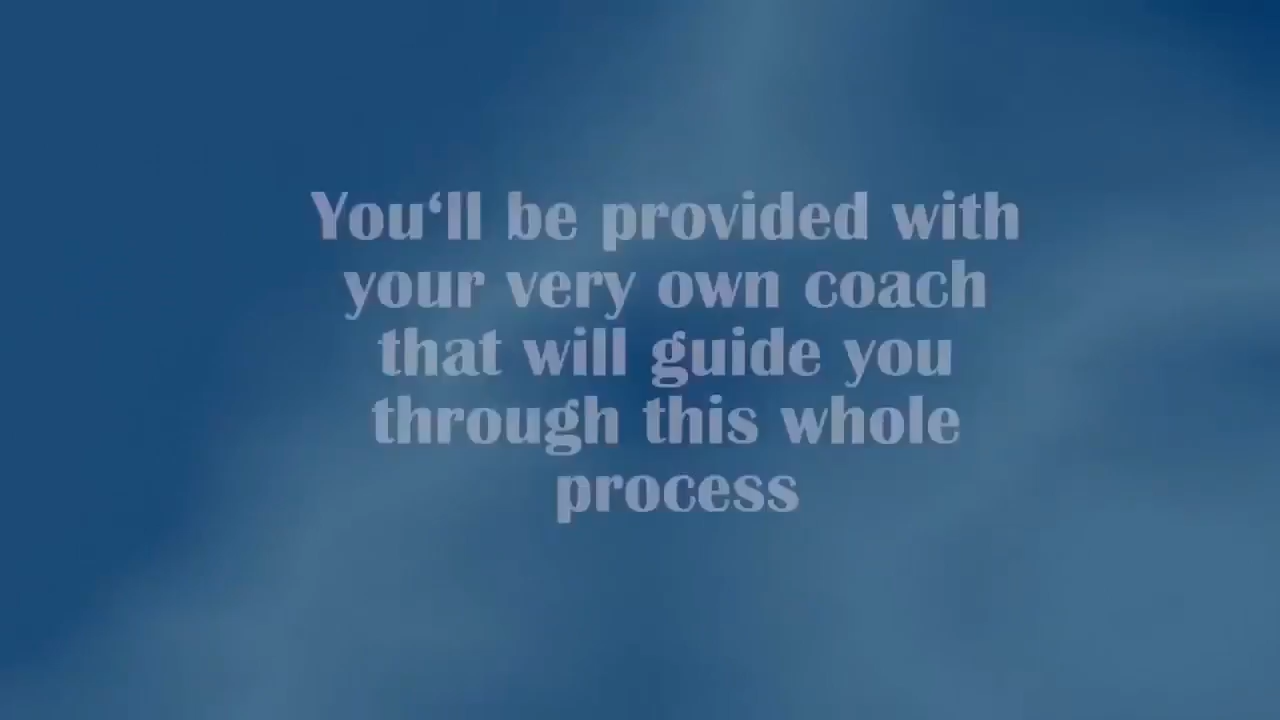 You‘ll be provided with
your very own coach
that will guide you
through this whole
process